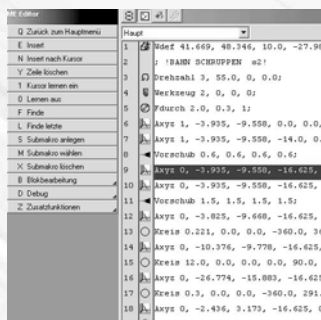 ME Editor
Q Zurück zum Hauptmenü
E Insert
N Insert nach Kursor
Y Zeile löschen
1 Kursor lernen ein
0 Lernen aus
F Finde
L Finde letzte
S Submakro anlegen
M Submakro wählen
X Submakro löschen
B Blokbearbeitung
D Debug
Z Zusatzfunktionen
Haupt
1 Wdef 41.669, 48.346, 10.0, -27.98
2 ; !BAHN SCHRUPPEN o2!
3 Drehzahl 3, 55.0, 0, 0.0;
4 Werkzeug 2, 0, 0, 0;
5 Fdurch 2.0, 0.3, 1;
6 Axyz 1, -3.935, -9.558, 0.0, 0.0,
7 Axyz 1, -3.935, -9.558, -14.0, 0.
8 Vorschub 0.6, 0.6, 0.6, 0.6;
9 Axyz 0, -3.935, -9.558, -16.625,
10 Axyz 0, -3.935, -9.558, -16.625,
11 Vorschub 1.5, 1.5, 1.5, 1.5;
12 Axyz 0, -3.825, -9.668, -16.625,
13 Kreis 0.221, 0.0, 0.0, -360.0, 36
14 Axyz 0, -10.376, -9.778, -16.625,
15 Kreis 12.0, 0.0, 0.0, 0.0, 90.0,
16 Axyz 0, -26.774, -15.883, -16.625
17 Kreis 0.3, 0.0, 0.0, -360.0, 291.
18 Axyz 0, -2.436, 3.173, -16.625, 0